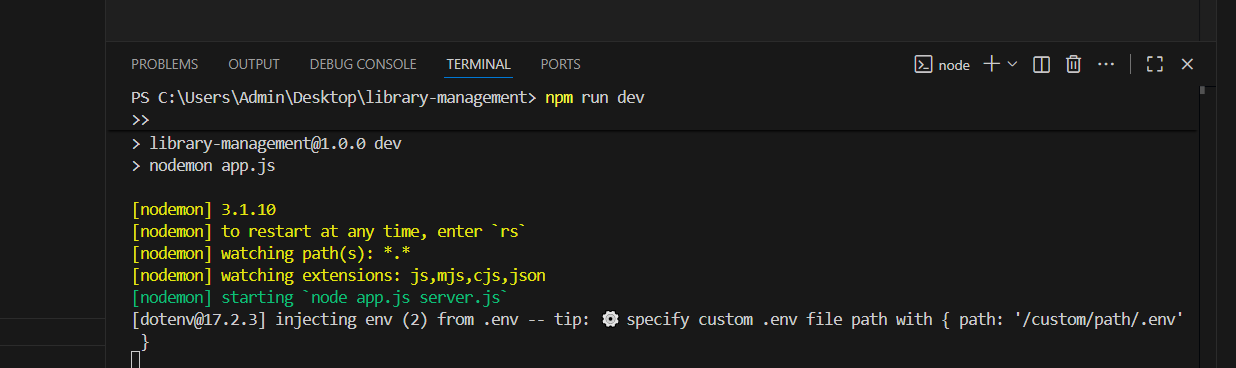 PROBLEMS OUTPUT DEBUG CONSOLE TERMINAL PORTS node
PS C:\Users\Admin\Desktop\library-management> npm run dev
>>
> library-management@1.0.0 dev
> nodemon app.js
[nodemon] 3.1.10
[nodemon] to restart at any time, enter `rs`
[nodemon] watching path(s): *.*
[nodemon] watching extensions: js,mjs,cjs,json
[nodemon] starting `node app.js server.js`
[dotenv@17.2.3] injecting env (2) from .env -- tip: ⚙️ specify custom .env file path with { path: '/custom/path/.env'
}